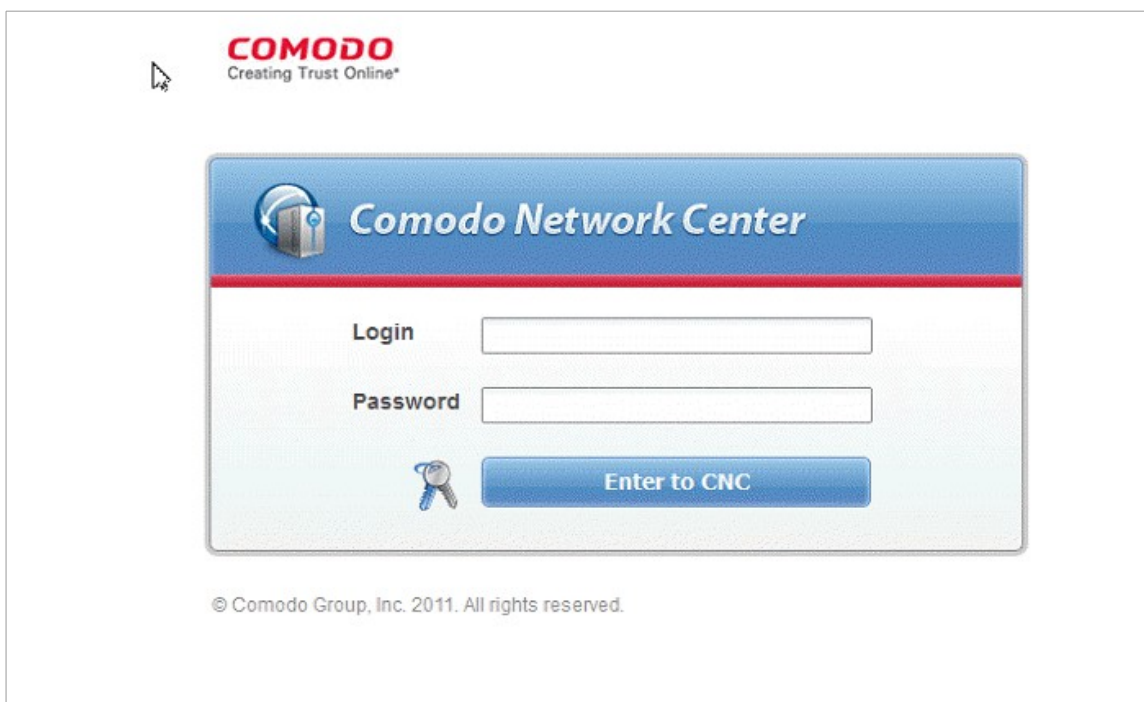 COMODO
Creating Trust Online*
Comodo Network Center
Login
Password
Enter to CNC
© Comodo Group, Inc. 2011. All rights reserved.